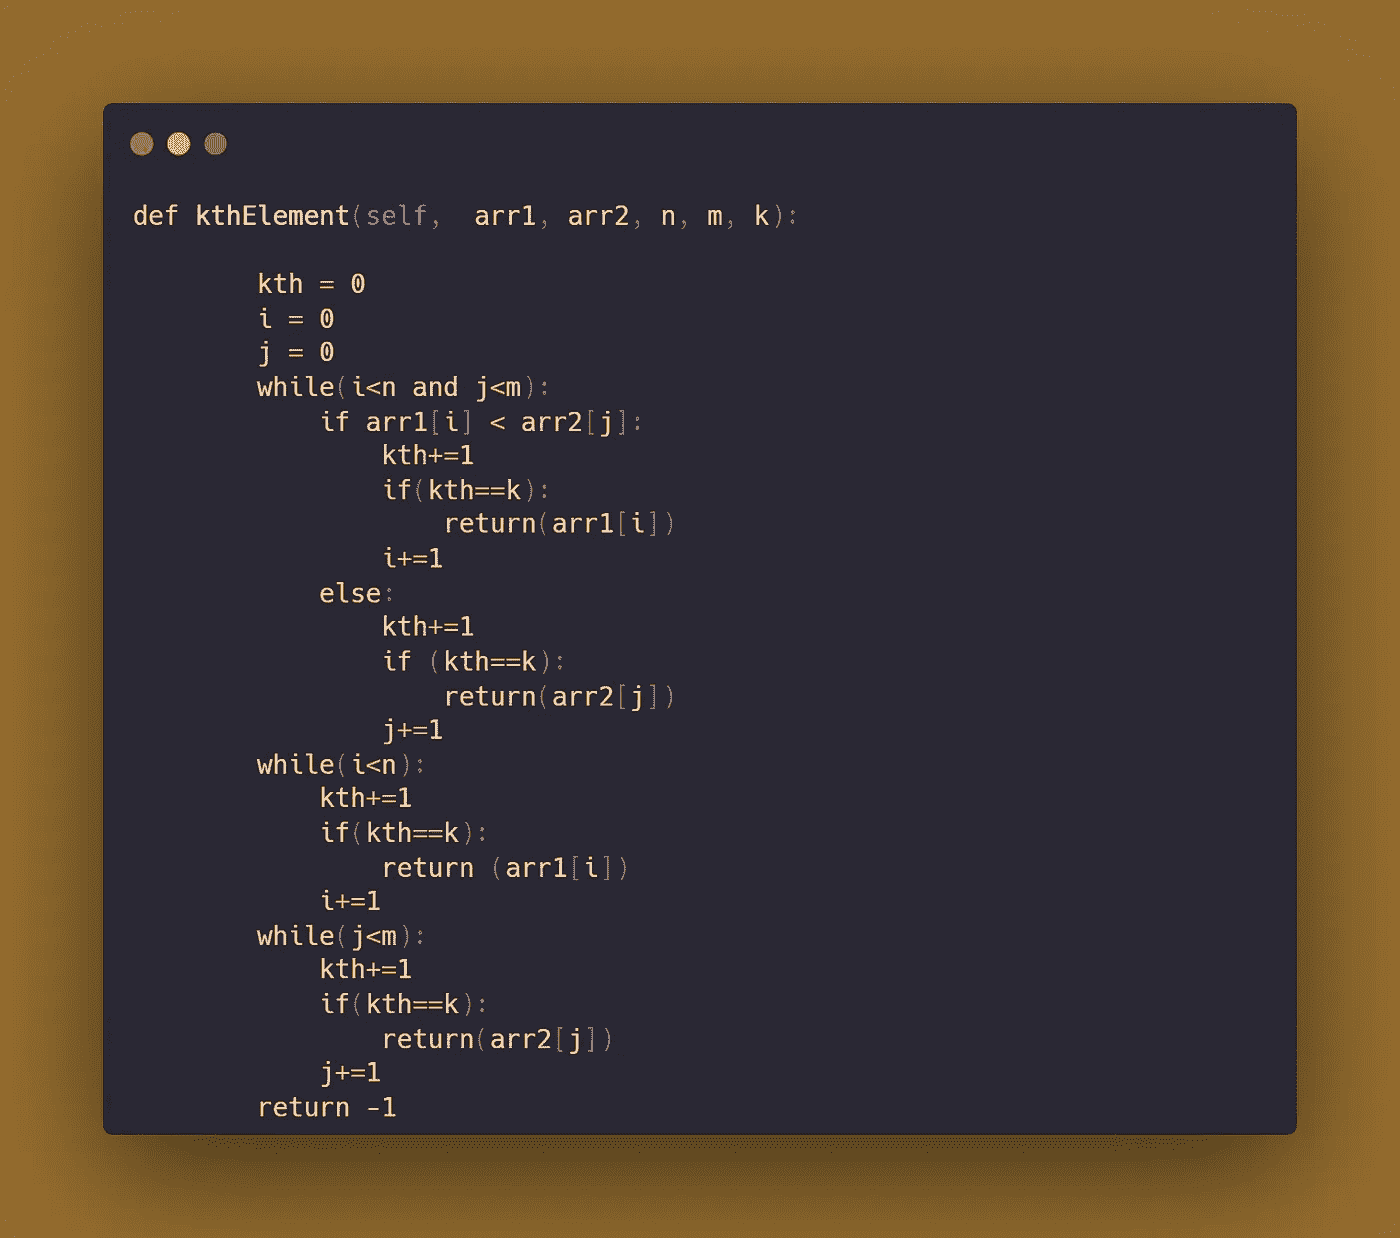 def kthElement(self,  arr1, arr2, n, m, k):
        kth = 0
        i = 0
        j = 0
        while(i<n and j<m):
            if arr1[i] < arr2[j]:
                kth+=1
                if(kth==k):
                    return(arr1[i])
                i+=1
            else:
                kth+=1
                if (kth==k):
                    return(arr2[j])
                j+=1
        while(i<n):
            kth+=1
            if(kth==k):
                return (arr1[i])
            i+=1
        while(j<m):
            kth+=1
            if(kth==k):
                return(arr2[j])
            j+=1
        return -1